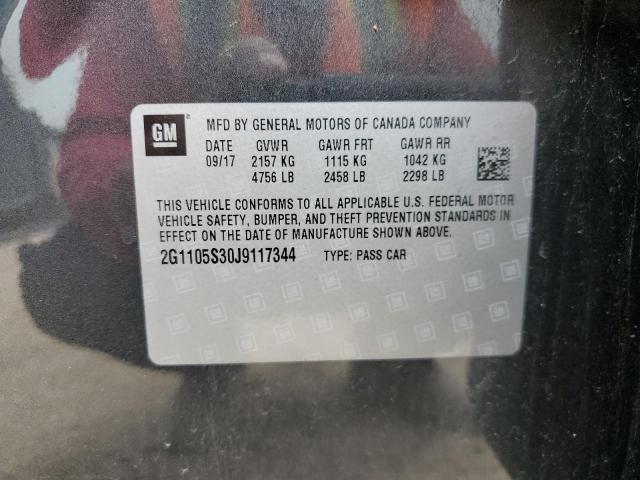 GM
MFD BY GENERAL MOTORS OF CANADA COMPANY
DATE GVWR GAWR FRT GAWR RR
09/17 2157 KG 1115 KG 1042 KG
4756 LB 2458 LB 2298 LB
THIS VEHICLE CONFORMS TO ALL APPLICABLE U.S. FEDERAL MOTOR
VEHICLE SAFETY, BUMPER, AND THEFT PREVENTION STANDARDS IN
EFFECT ON THE DATE OF MANUFACTURE SHOWN ABOVE.
2G1105S30J9117344 TYPE: PASS CAR